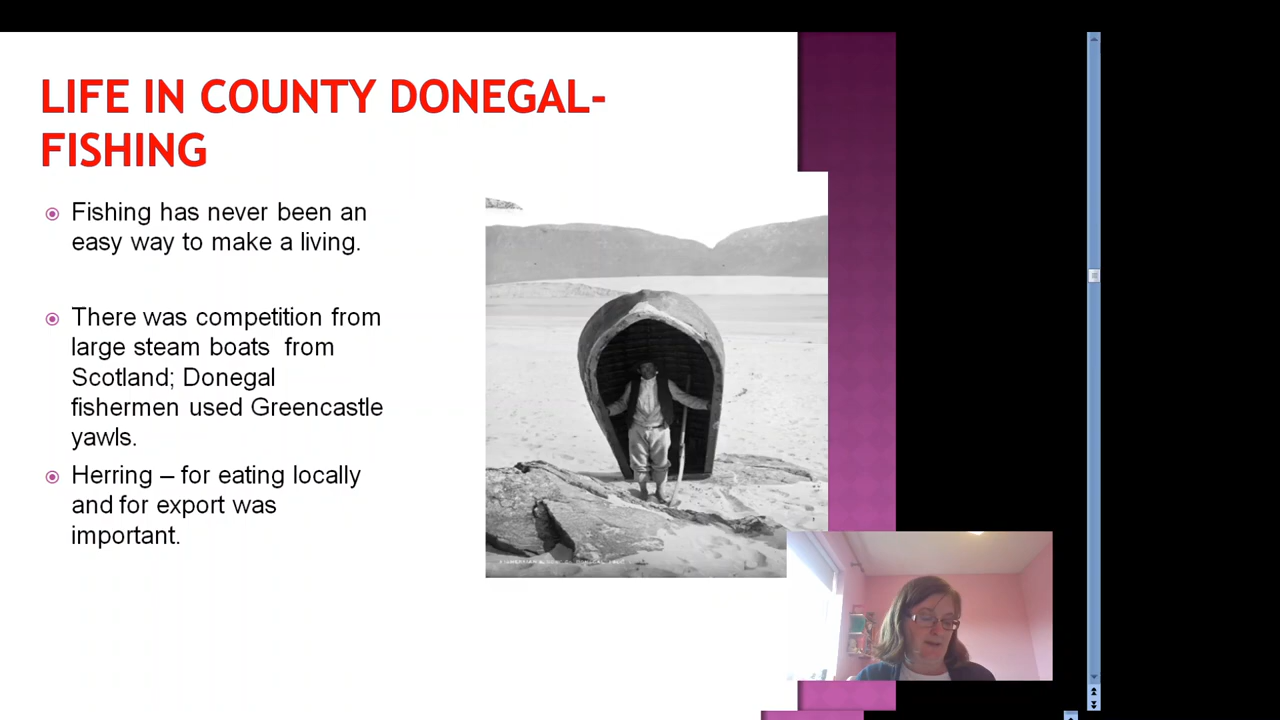 LIFE IN COUNTY DONEGAL-
FISHING
Fishing has never been an
easy way to make a living.
There was competition from
large steam boats from
Scotland; Donegal
fishermen used Greencastle
yawls.
Herring – for eating locally
and for export was
important.